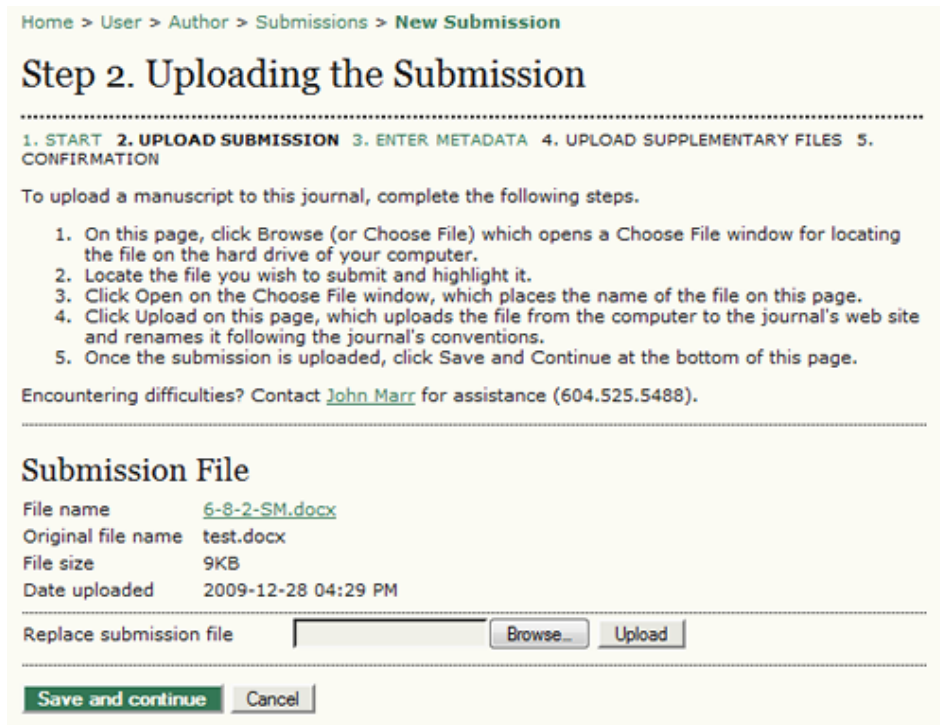 Home > User > Author > Submissions > New Submission
Step 2. Uploading the Submission
1. START 2. UPLOAD SUBMISSION 3. ENTER METADATA 4. UPLOAD SUPPLEMENTARY FILES 5.
CONFIRMATION
To upload a manuscript to this journal, complete the following steps.
1. On this page, click Browse (or Choose File) which opens a Choose File window for locating
the file on the hard drive of your computer.
2. Locate the file you wish to submit and highlight it.
3. Click Open on the Choose File window, which places the name of the file on this page.
4. Click Upload on this page, which uploads the file from the computer to the journal's web site
and renames it following the journal's conventions.
5. Once the submission is uploaded, click Save and Continue at the bottom of this page.
Encountering difficulties? Contact John Marr for assistance (604.525.5488).
Submission File
File name 6-8-2-SM.docx
Original file name test.docx
File size 9KB
Date uploaded 2009-12-28 04:29 PM
Replace submission file Browse... Upload
Save and continue Cancel